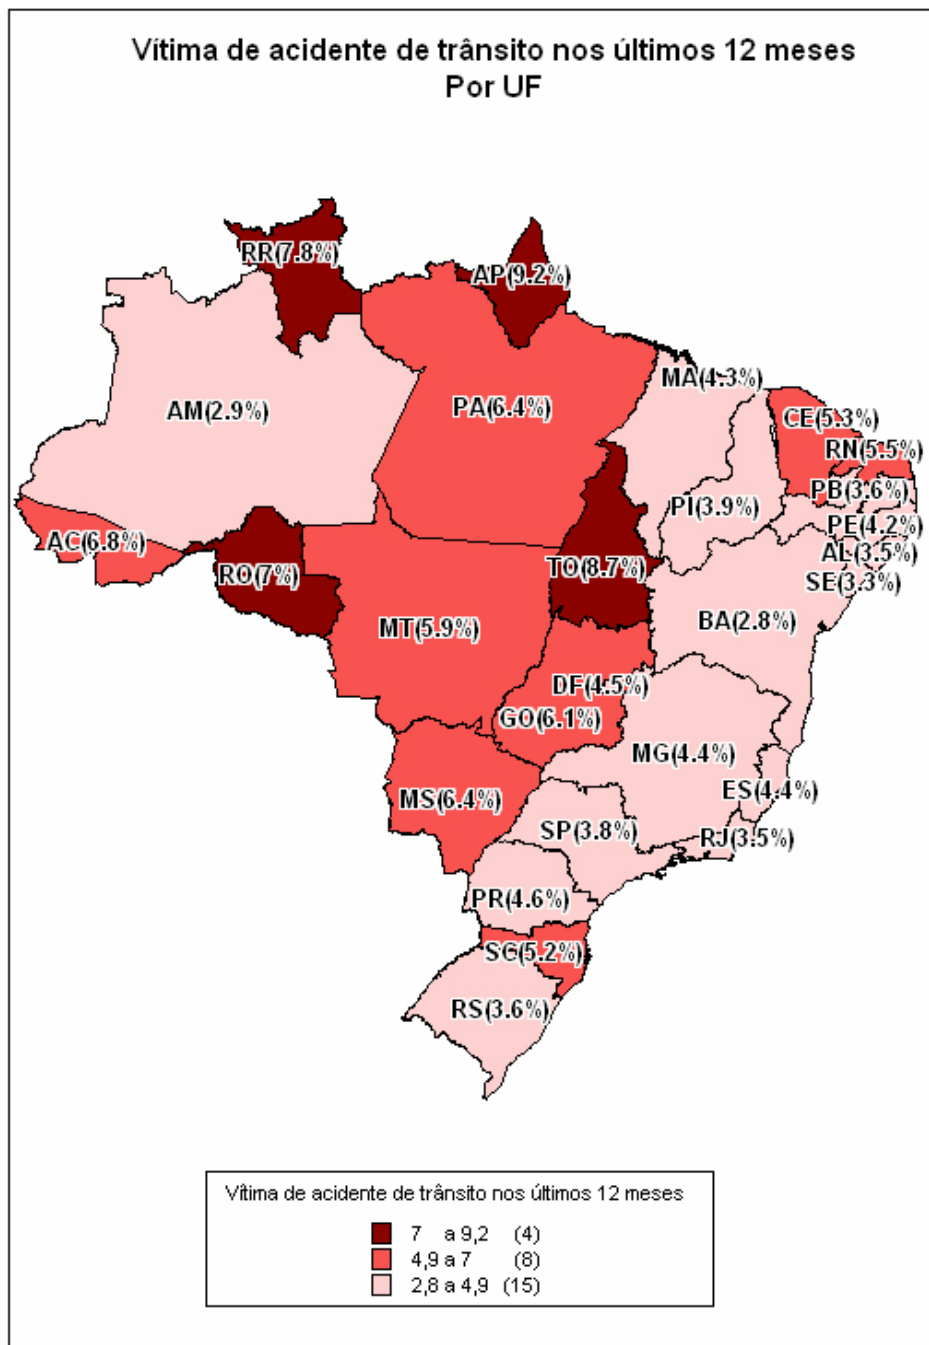 Vítima de acidente de trânsito nos últimos 12 meses
Por UF
RR(7.8%)
AP(9.2%)
MA(4.3%)
AM(2.9%)
PA(6.4%)
CE(5.3%)
RN(5.5%)
PB(3.6%)
PI(3.9%)
PE(4.2%)
AC(6.8%)
AL(3.5%)
RO(7%)
TO(8.7%)
SE(3.3%)
MT(5.9%)
BA(2.8%)
DF(4.5%)
GO(6.1%)
MG(4.4%)
ES(4.4%)
MS(6.4%)
SP(3.8%)
RJ(3.5%)
PR(4.6%)
SC(5.2%)
RS(3.6%)
Vítima de acidente de trânsito nos últimos 12 meses
7 a 9,2 (4)
4,9 a 7 (8)
2,8 a 4,9 (15)